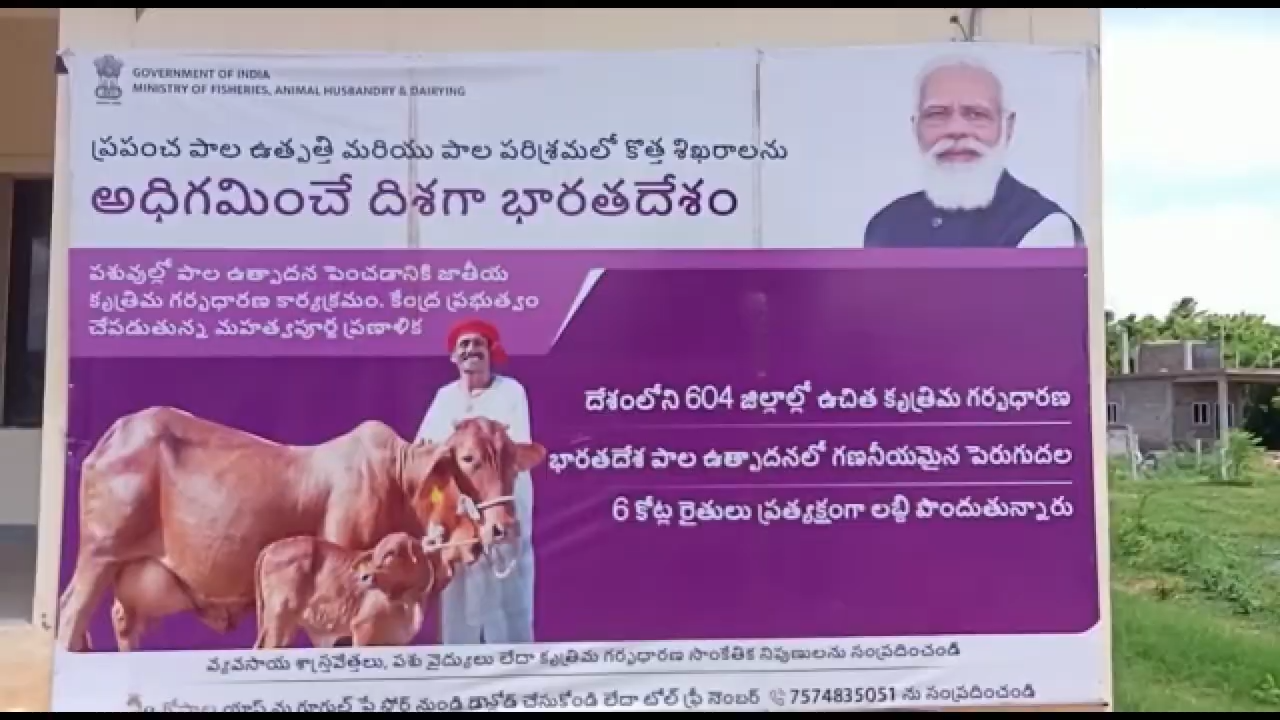 GOVERNMENT OF INDIA
MINISTRY OF FISHERIES, ANIMAL HUSBANDRY & DAIRYING
ప్రపంచ పాల ఉత్పత్తి మరియు పాల పరిశ్రమలో కొత్త శిఖరాలను
అధిగమించే దిశగా భారతదేశం
పశువుల్లో పాల ఉత్పాదన పెంచడానికి జాతీయ
కృత్రిమ గర్భధారణ కార్యక్రమం. కేంద్ర ప్రభుత్వం
చేపడుతున్న మహత్వపూర్ణ ప్రణాళిక
దేశంలోని 604 జిల్లాల్లో ఉచిత కృత్రిమ గర్భధారణ
భారతదేశ పాల ఉత్పాదనలో గణనీయమైన పెరుగుదల
6 కోట్ల రైతులు ప్రత్యక్షంగా లబ్ది పొందుతున్నారు
వ్యవసాయ శాస్త్రవేత్తలు, పశు వైద్యులు లేదా కృత్రిమ గర్భధారణ సాంకేతిక నిపుణులను సంప్రదించండి
గోపాల యాప్ ను గూగుల్ ప్లే స్టోర్ నుండి డౌన్లోడ్ చేసుకోండి లేదా టోల్ ఫ్రీ నెంబర్ 7574835051 ను సంప్రదించండి